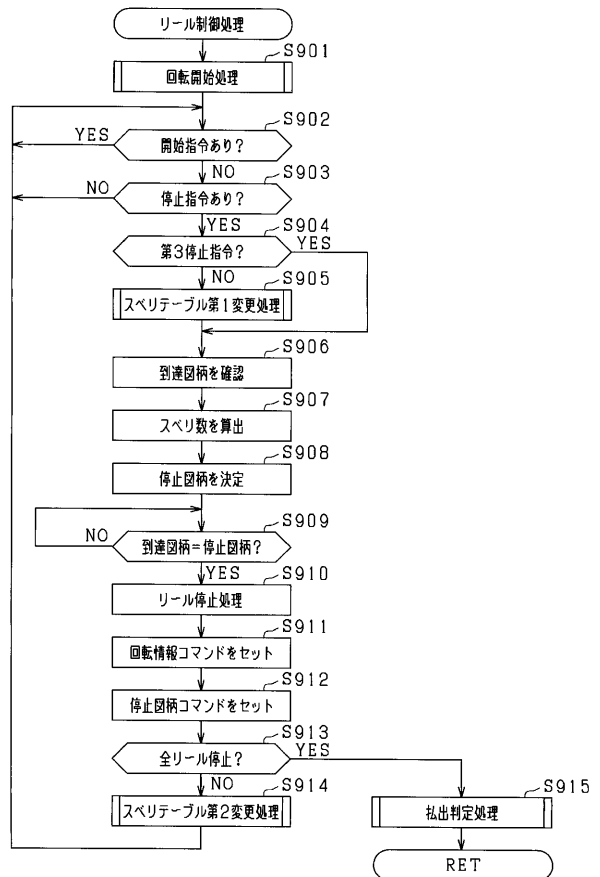 リール制御処理
S901
回転開始処理
S902
YES
開始指令あり?
NO
S903
NO
停止指令あり?
YES
S904
第3停止指令?
YES
NO
S905
スベリテーブル第1変更処理
S906
到達図柄を確認
S907
スベリ数を算出
S908
停止図柄を決定
S909
NO
到達図柄=停止図柄?
YES
S910
リール停止処理
S911
回転情報コマンドをセット
S912
停止図柄コマンドをセット
S913
全リール停止?
YES
NO
S914
スベリテーブル第2変更処理
S915
払出判定処理
RET